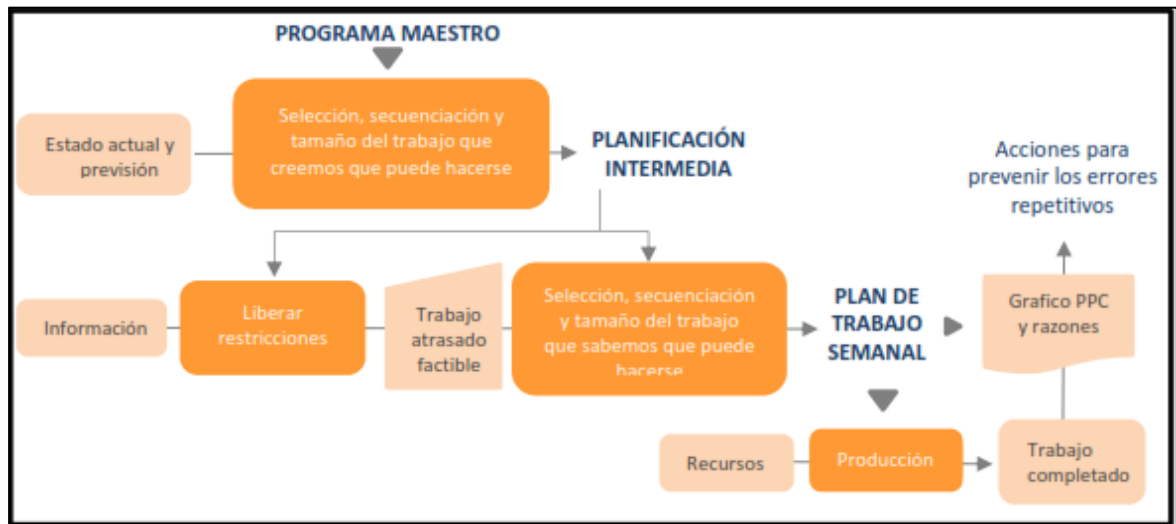 PROGRAMA MAESTRO
Estado actual y
previsión
Selección, secuenciación y
tamaño del trabajo que
creemos que puede hacerse
PLANIFICACIÓN
INTERMEDIA
Acciones para
prevenir los errores
repetitivos
Información
Liberar
restricciones
Trabajo
atrasado
factible
Selección, secuenciación
y tamaño del trabajo
que sabemos que puede
hacerse
PLAN DE
TRABAJO
SEMANAL
Grafico PPC
y razones
Recursos
Producción
Trabajo
completado